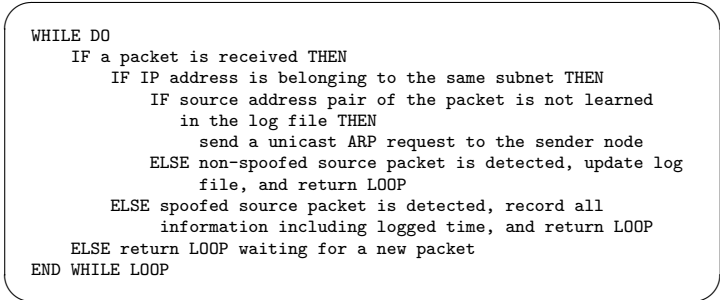 WHILE DO
IF a packet is received THEN
IF IP address is belonging to the same subnet THEN
IF source address pair of the packet is not learned
in the log file THEN
send a unicast ARP request to the sender node
ELSE non-spoofed source packet is detected, update log
file, and return LOOP
ELSE spoofed source packet is detected, record all
information including logged time, and return LOOP
ELSE return LOOP waiting for a new packet
END WHILE LOOP